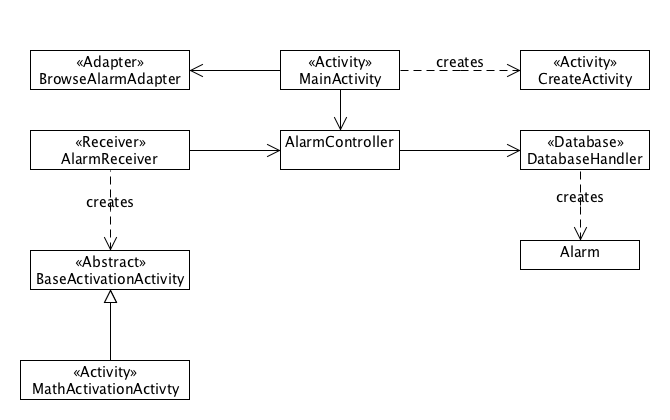 «Adapter»
BrowseAlarmAdapter
«Activity»
MainActivity
creates
«Activity»
CreateActivity
«Receiver»
AlarmReceiver
AlarmController
«Database»
DatabaseHandler
creates
creates
«Abstract»
BaseActivationActivity
Alarm
«Activity»
MathActivationActivty